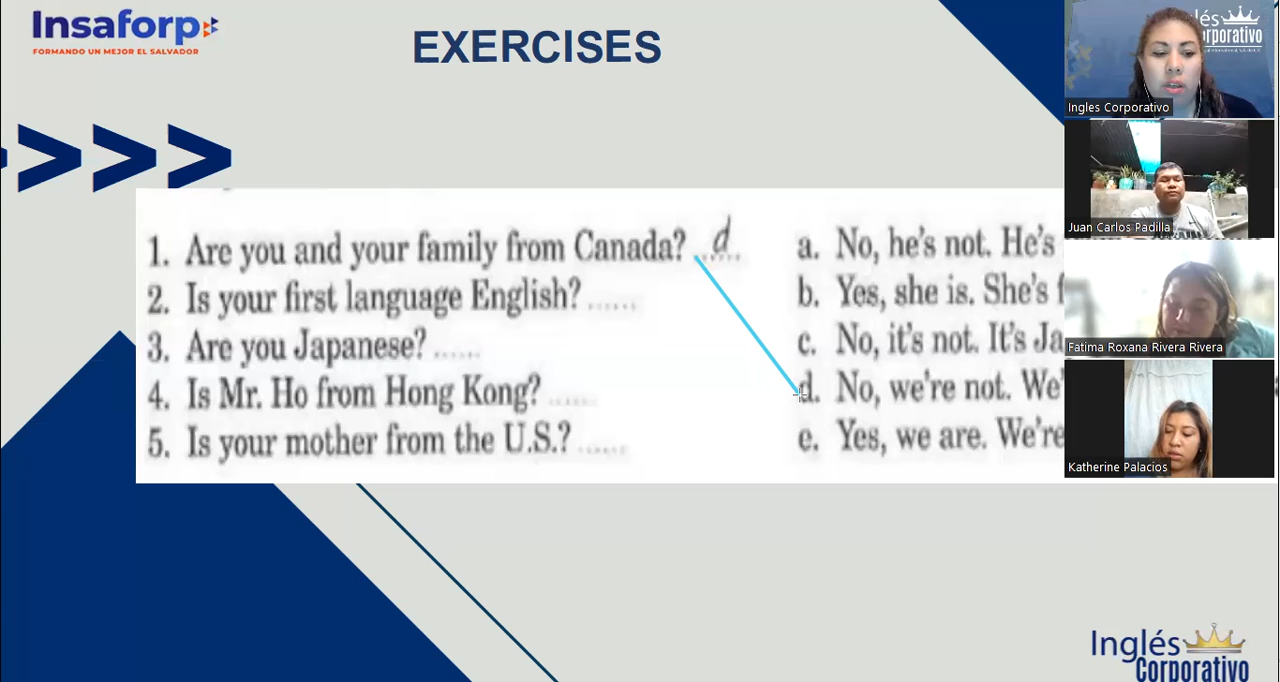 Insaforp
FORMANDO UN MEJOR EL SALVADOR
EXERCISES
1. Are you and your family from Canada? d
2. Is your first language English? ......
3. Are you Japanese? ......
4. Is Mr. Ho from Hong Kong? ......
5. Is your mother from the U.S.? ......
a. No, he's not. He's
b. Yes, she is. She's
c. No, it's not. It's
d. No, we're not.
e. Yes, we are. We're
Inglés
Corporativo
Ingles Corporativo
Juan Carlos Padilla
Fatima Roxana Rivera Rivera
Katherine Palacios
Inglés
Corporativo